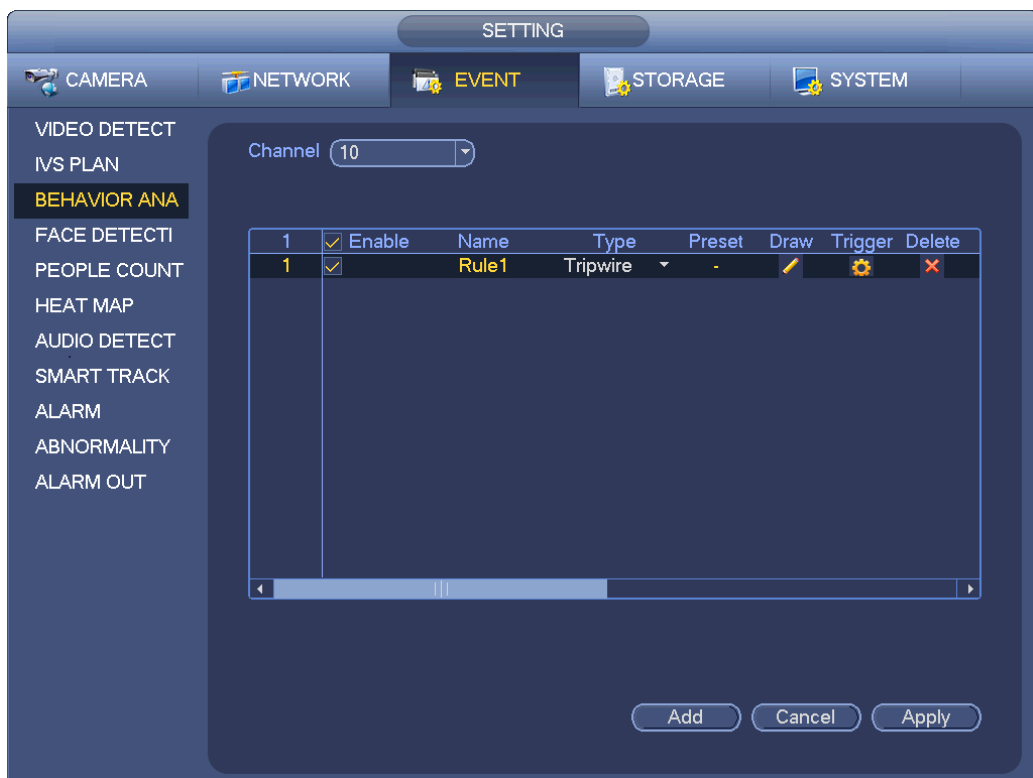 SETTING
CAMERA NETWORK EVENT STORAGE SYSTEM
VIDEO DETECT
IVS PLAN
BEHAVIOR ANA
FACE DETECTI
PEOPLE COUNT
HEAT MAP
AUDIO DETECT
SMART TRACK
ALARM
ABNORMALITY
ALARM OUT
Channel 10
1 Enable Name Type Preset Draw Trigger Delete
1 Rule1 Tripwire -
Add Cancel Apply